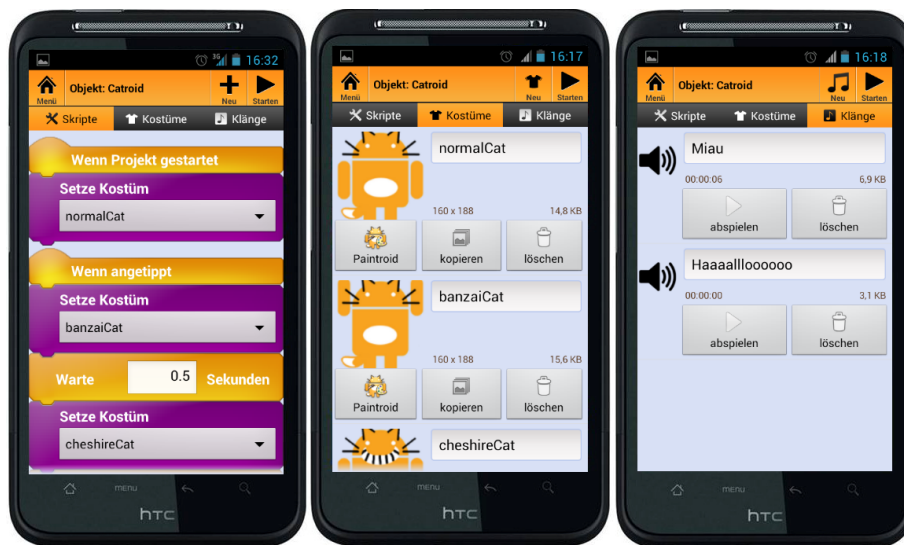 3G 16:32
Objekt: Catroid
Menü Neu Starten
Skripte Kostüme Klänge
Wenn Projekt gestartet
Setze Kostüm
normalCat
Wenn angetippt
Setze Kostüm
banzaiCat
Warte 0.5 Sekunden
Setze Kostüm
cheshireCat
MENU
hTC
16:17
Objekt: Catroid
Menü Neu Starten
Skripte Kostüme Klänge
normalCat
160 x 188 14,8 KB
Paintroid kopieren löschen
banzaiCat
160 x 188 15,6 KB
Paintroid kopieren löschen
cheshireCat
MENU
hTC
16:18
Objekt: Catroid
Menü Neu Starten
Skripte Kostüme Klänge
Miau
00:00:06 6,9 KB
abspielen löschen
Haaaallloooooo
00:00:00 3,1 KB
abspielen löschen
MENU
hTC